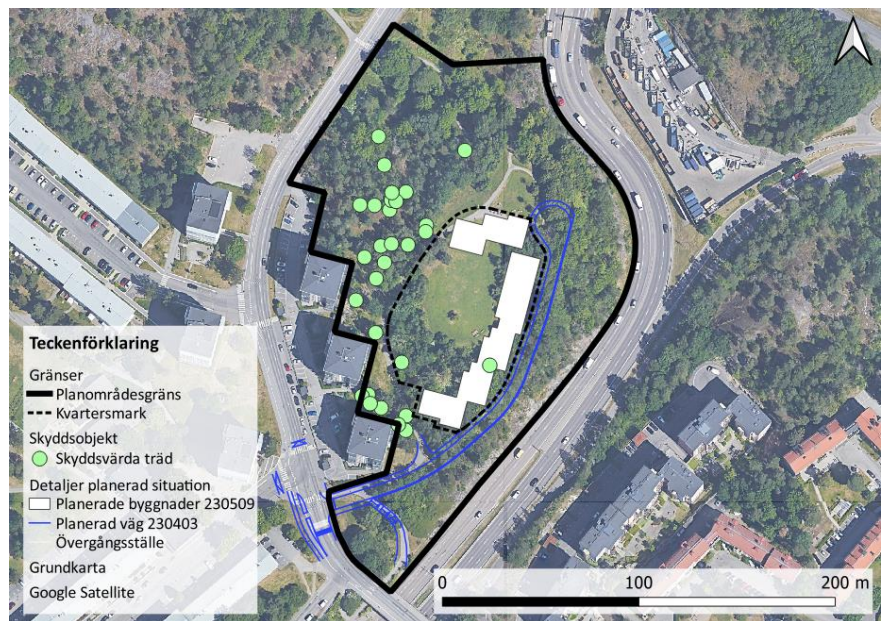 Teckenförklaring
Gränser
Planområdesgräns
Kvartersmark
Skyddsobjekt
Skyddsvärda träd
Detaljer planerad situation
Planerade byggnader 230509
Planerad väg 230403
Övergångsställe
Grundkarta
Google Satellite
0 100 200 m